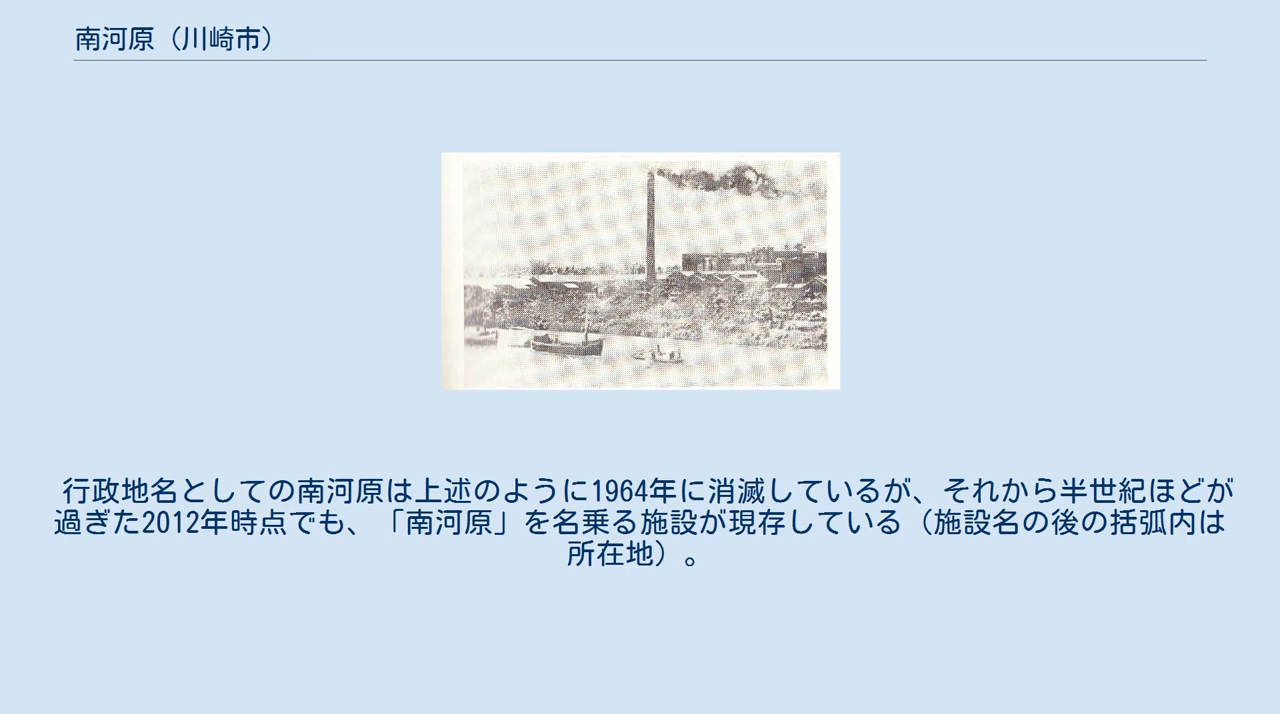 南河原（川崎市）
行政地名としての南河原は上述のように1964年に消滅しているが、それから半世紀ほどが
過ぎた2012年時点でも、「南河原」を名乗る施設が現存している（施設名の後の括弧内は
所在地）。